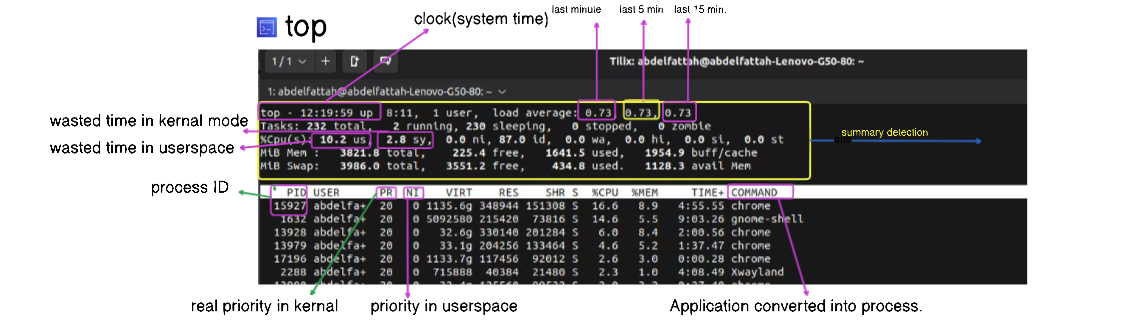 top
clock(system time)
last minute
last 5 min
last 15 min.
1 / 1
Tilix: abdelfattah@abdelfattah-Lenovo-G50-80: ~
1: abdelfattah@abdelfattah-Lenovo-G50-80: ~
top - 12:19:59 up 8:11, 1 user, load average: 0.73, 0.73, 0.73
Tasks: 232 total, 2 running, 230 sleeping, 0 stopped, 0 zombie
%Cpu(s): 10.2 us, 2.8 sy, 0.0 ni, 87.0 id, 0.0 wa, 0.0 hi, 0.0 si, 0.0 st
MiB Mem : 3821.8 total, 225.4 free, 1641.5 used, 1954.9 buff/cache
MiB Swap: 3986.0 total, 3551.2 free, 434.8 used. 1128.3 avail Mem
wasted time in kernal mode
wasted time in userspace
summary detection
process ID
PID USER PR NI VIRT RES SHR S %CPU %MEM TIME+ COMMAND
15927 abdelfa+ 20 0 1135.6g 348944 151308 S 16.6 8.9 4:55.55 chrome
1632 abdelfa+ 20 0 5092580 215420 73816 S 14.6 5.5 9:03.26 gnome-shell
13928 abdelfa+ 20 0 32.6g 330140 201284 S 6.0 8.4 2:00.56 chrome
13979 abdelfa+ 20 0 33.1g 204256 133464 S 4.6 5.2 1:37.47 chrome
17196 abdelfa+ 20 0 1133.7g 117456 92012 S 2.6 3.0 0:00.28 chrome
2288 abdelfa+ 20 0 715888 40384 21480 S 2.3 1.0 4:08.49 Xwayland
real priority in kernal
priority in userspace
Application converted into process.